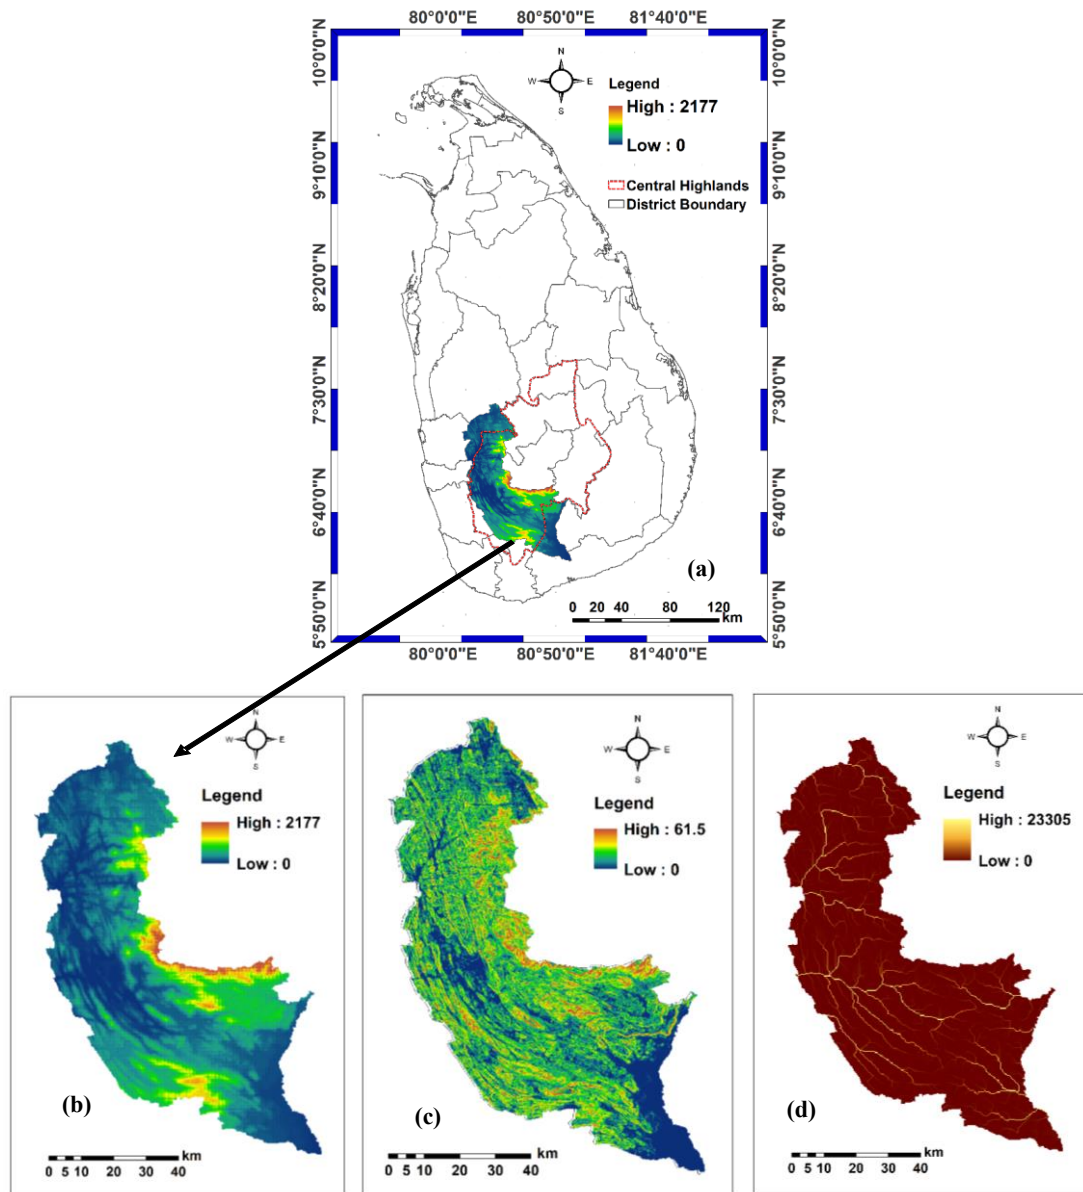 80°0'0"E 80°50'0"E 81°40'0"E
10°0'0"N
9°10'0"N
8°20'0"N
7°30'0"N
6°40'0"N
5°50'0"N
N
W E
S
Legend
High : 2177
Low : 0
Central Highlands
District Boundary
10°0'0"N
9°10'0"N
8°20'0"N
7°30'0"N
6°40'0"N
5°50'0"N
(a)
0 20 40 80 120
km
80°0'0"E 80°50'0"E 81°40'0"E
N
W E
S
Legend
High : 2177
Low : 0
(b)
km
0 5 10 20 30 40
N
W E
S
Legend
High : 61.5
Low : 0
(c)
km
0 5 10 20 30 40
N
W E
S
Legend
High : 23305
Low : 0
(d)
km
0 5 10 20 30 40